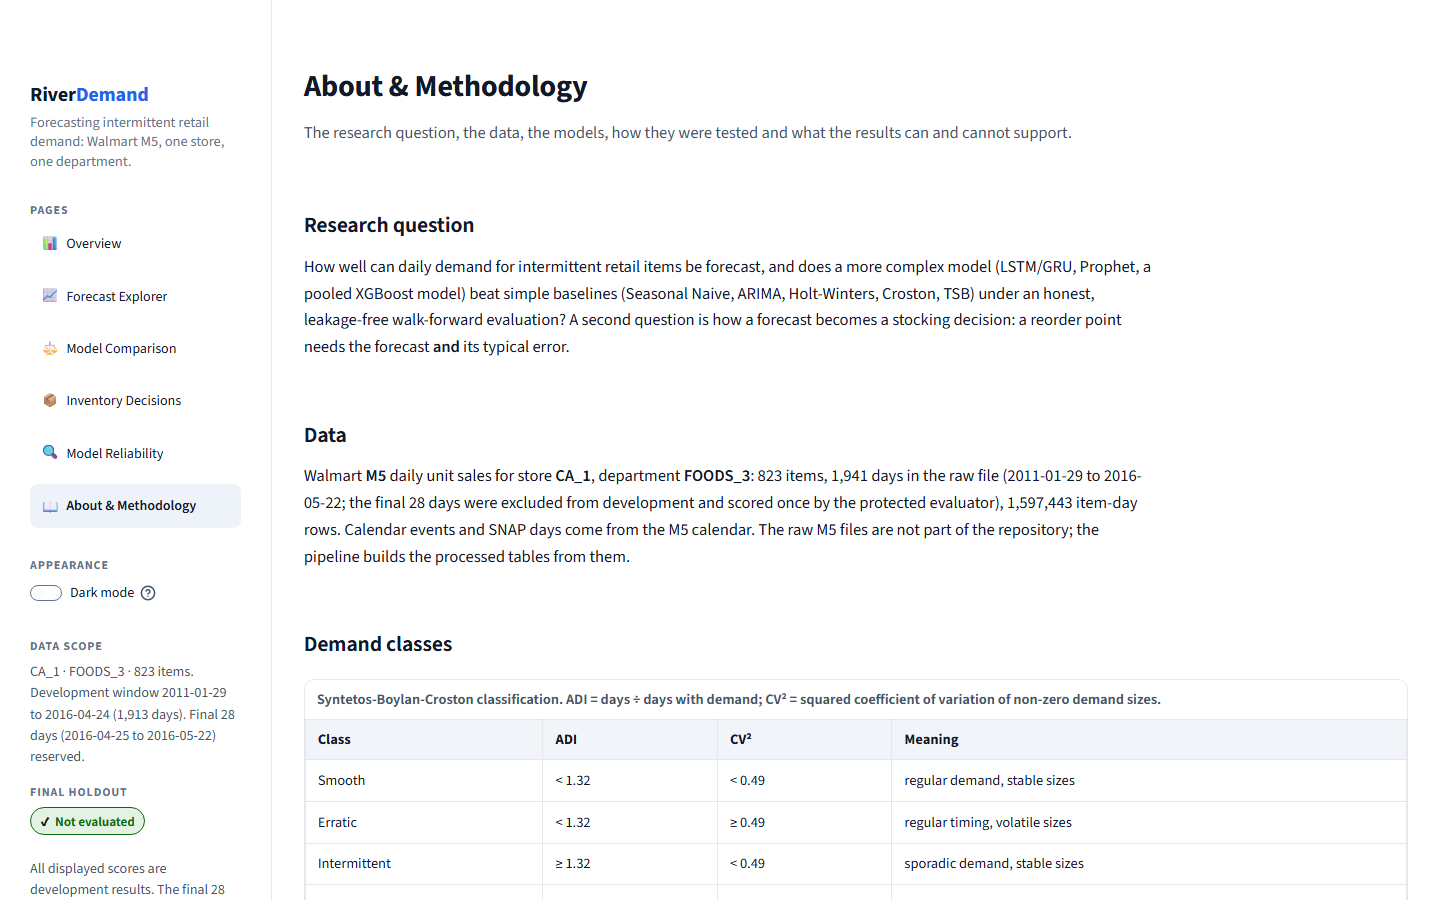 RiverDemand
Forecasting intermittent retail
demand: Walmart M5, one store,
one department.
PAGES
Overview
Forecast Explorer
Model Comparison
Inventory Decisions
Model Reliability
About & Methodology
APPEARANCE
Dark mode
DATA SCOPE
CA_1 · FOODS_3 · 823 items.
Development window 2011-01-29
to 2016-04-24 (1,913 days). Final 28
days (2016-04-25 to 2016-05-22)
reserved.
FINAL HOLDOUT
✓ Not evaluated
All displayed scores are
development results. The final 28
About & Methodology
The research question, the data, the models, how they were tested and what the results can and cannot support.
Research question
How well can daily demand for intermittent retail items be forecast, and does a more complex model (LSTM/GRU, Prophet, a
pooled XGBoost model) beat simple baselines (Seasonal Naive, ARIMA, Holt-Winters, Croston, TSB) under an honest,
leakage-free walk-forward evaluation? A second question is how a forecast becomes a stocking decision: a reorder point
needs the forecast and its typical error.
Data
Walmart M5 daily unit sales for store CA_1, department FOODS_3: 823 items, 1,941 days in the raw file (2011-01-29 to 2016-
05-22; the final 28 days were excluded from development and scored once by the protected evaluator), 1,597,443 item-day
rows. Calendar events and SNAP days come from the M5 calendar. The raw M5 files are not part of the repository; the
pipeline builds the processed tables from them.
Demand classes
Syntetos-Boylan-Croston classification. ADI = days ÷ days with demand; CV² = squared coefficient of variation of non-zero demand sizes.
Class ADI CV² Meaning
Smooth < 1.32 < 0.49 regular demand, stable sizes
Erratic < 1.32 ≥ 0.49 regular timing, volatile sizes
Intermittent ≥ 1.32 < 0.49 sporadic demand, stable sizes